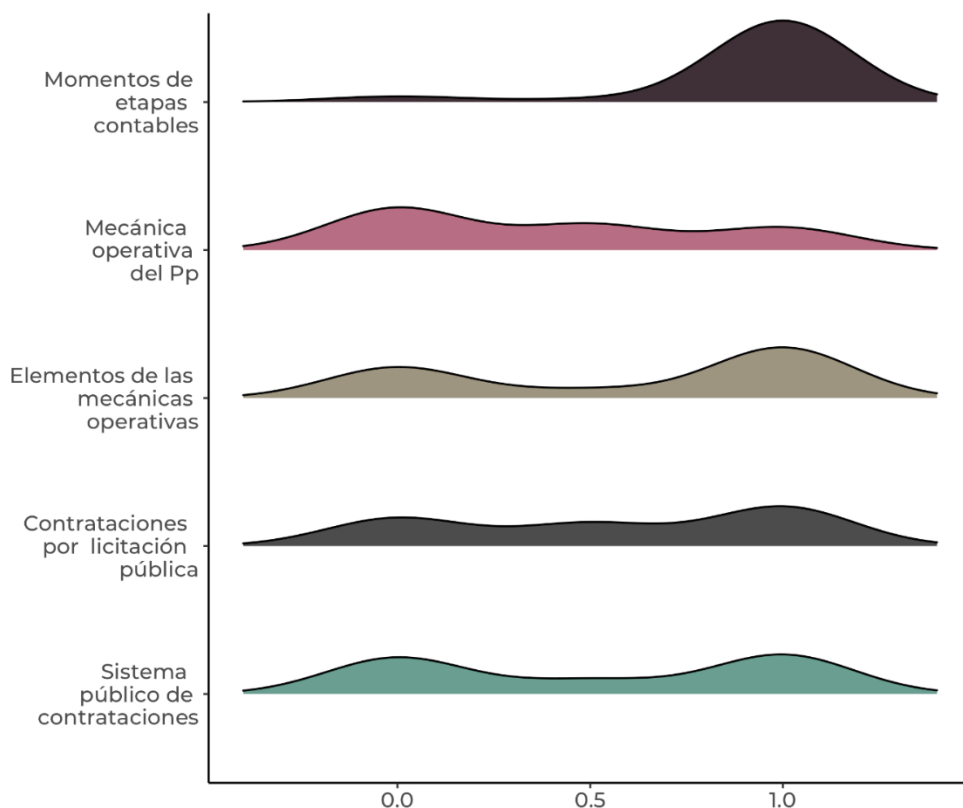 Momentos de
etapas
contables
Mecánica
operativa
del Pp
Elementos de las
mecánicas
operativas
Contrataciones
por licitación
pública
Sistema
público de
contrataciones
0.0
0.5
1.0